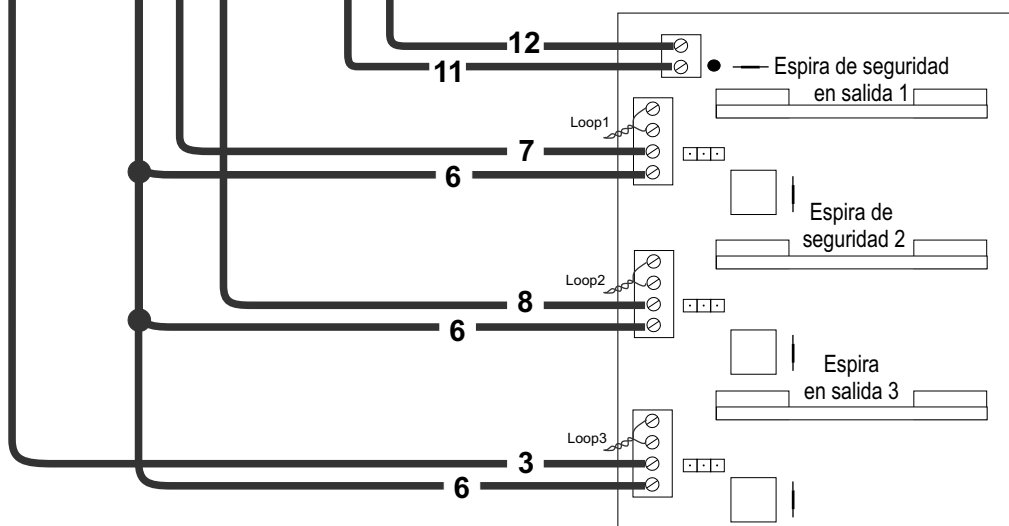 12
11
Espira de seguridad
en salida 1
Loop1
7
6
Espira de
seguridad 2
Loop2
8
6
Espira
en salida 3
Loop3
3
6